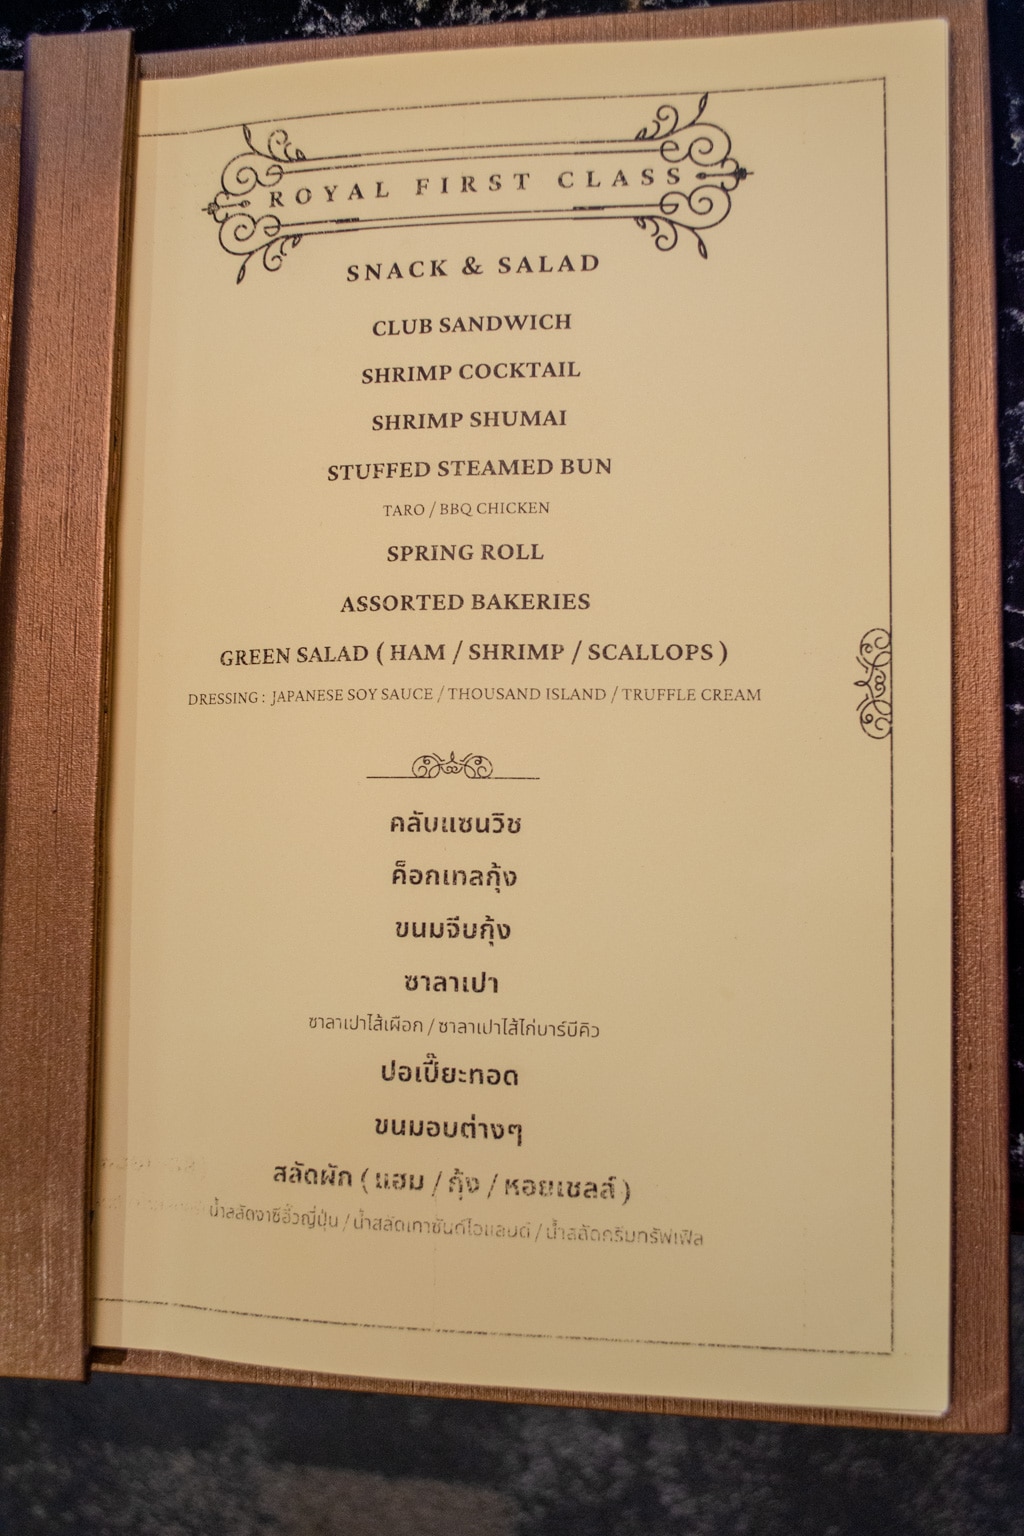 ROYAL FIRST CLASS
SNACK & SALAD
CLUB SANDWICH
SHRIMP COCKTAIL
SHRIMP SHUMAI
STUFFED STEAMED BUN
TARO / BBQ CHICKEN
SPRING ROLL
ASSORTED BAKERIES
GREEN SALAD ( HAM / SHRIMP / SCALLOPS )
DRESSING : JAPANESE SOY SAUCE / THOUSAND ISLAND / TRUFFLE CREAM
คลับแซนวิช
ค็อกเทลกุ้ง
ขนมจีบกุ้ง
ซาลาเปา
ซาลาเปาไส้เผือก / ซาลาเปาไส้ไก่บาร์บีคิว
ปอเปี๊ยะทอด
ขนมอบต่างๆ
สลัดผัก ( แฮม / กุ้ง / หอยเชลล์ )
น้ำสลัดงาซีอิ๋วญี่ปุ่น / น้ำสลัดเทาซันด์ไอแลนด์ / น้ำสลัดครีมทรัฟเฟิล